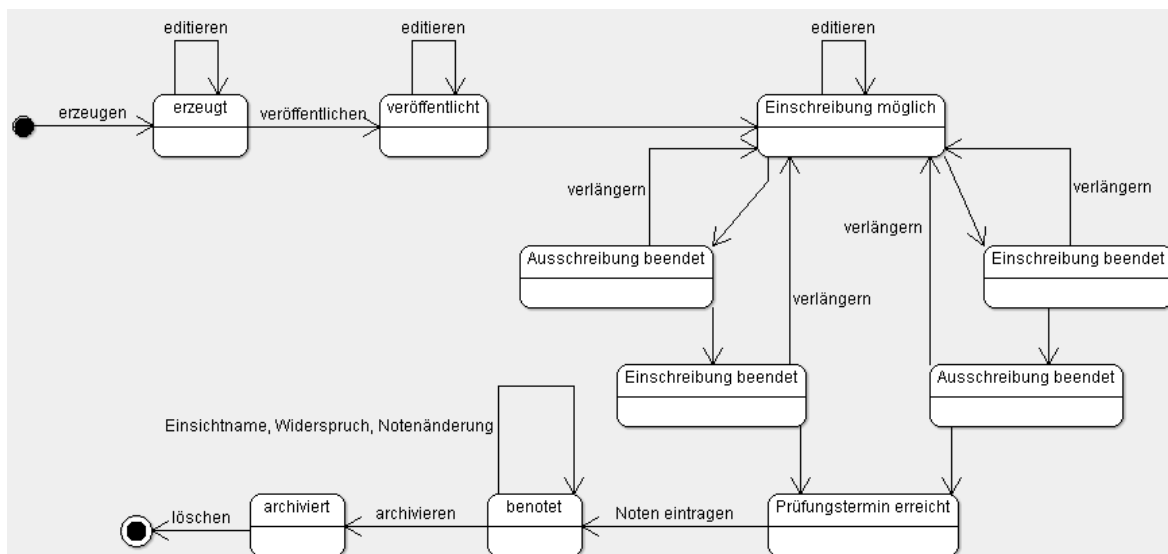 editieren
editieren
editieren
erzeugen
erzeugt
veröffentlichen
veröffentlicht
Einschreibung möglich
verlängern
verlängern
verlängern
Ausschreibung beendet
Einschreibung beendet
verlängern
Einschreibung beendet
Ausschreibung beendet
Einsichtname, Widerspruch, Notenänderung
löschen
archiviert
archivieren
benotet
Noten eintragen
Prüfungstermin erreicht